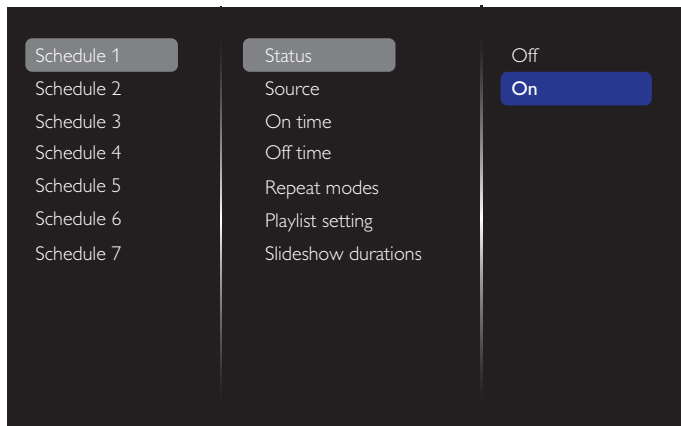 Schedule 1
Schedule 2
Schedule 3
Schedule 4
Schedule 5
Schedule 6
Schedule 7
Status
Source
On time
Off time
Repeat modes
Playlist setting
Slideshow durations
Off
On